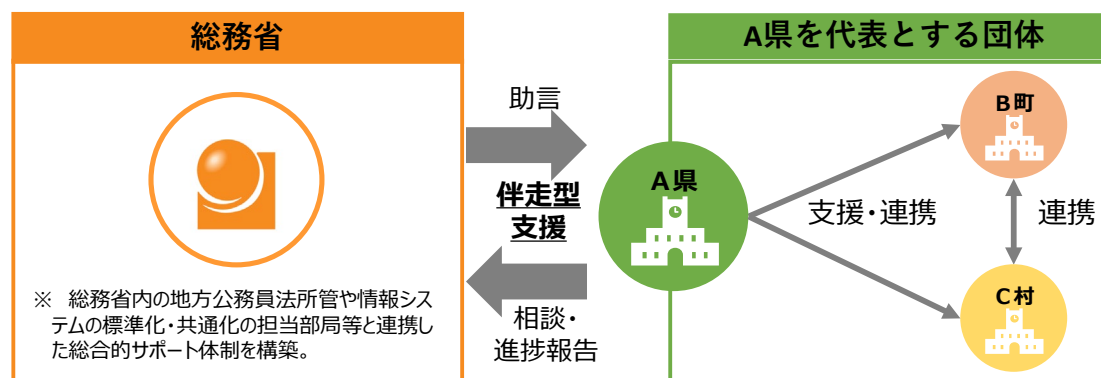 総務省
※ 総務省内の地方公務員法所管や情報シス
テムの標準化・共通化の担当部局等と連携し
た総合的サポート体制を構築。
助言
伴走型
支援
相談・
進捗報告
A県を代表とする団体
A県
支援・連携
B町
連携
C村